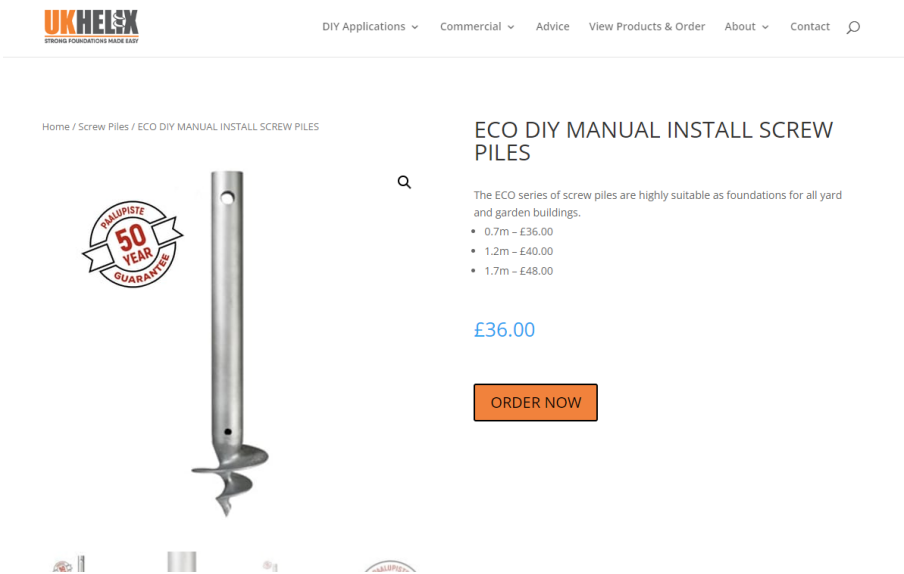 UKHELIX
STRONG FOUNDATIONS MADE EASY
DIY Applications
Commercial
Advice
View Products & Order
About
Contact
Home / Screw Piles / ECO DIY MANUAL INSTALL SCREW PILES
PAALUPISTE
50
YEAR
GUARANTEE
ECO DIY MANUAL INSTALL SCREW
PILES
The ECO series of screw piles are highly suitable as foundations for all yard
and garden buildings.
• 0.7m – £36.00
• 1.2m – £40.00
• 1.7m – £48.00
£36.00
ORDER NOW